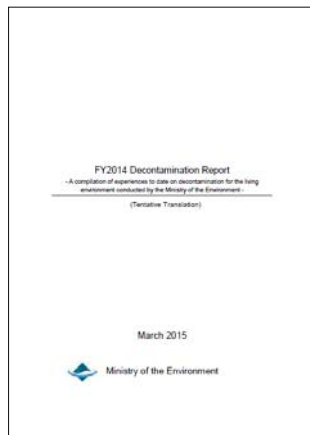 FY2014 Decontamination Report
- A compilation of experiences to date on decontamination for the living
environment conducted by the Ministry of the Environment -
(Tentative Translation)
March 2015
Ministry of the Environment